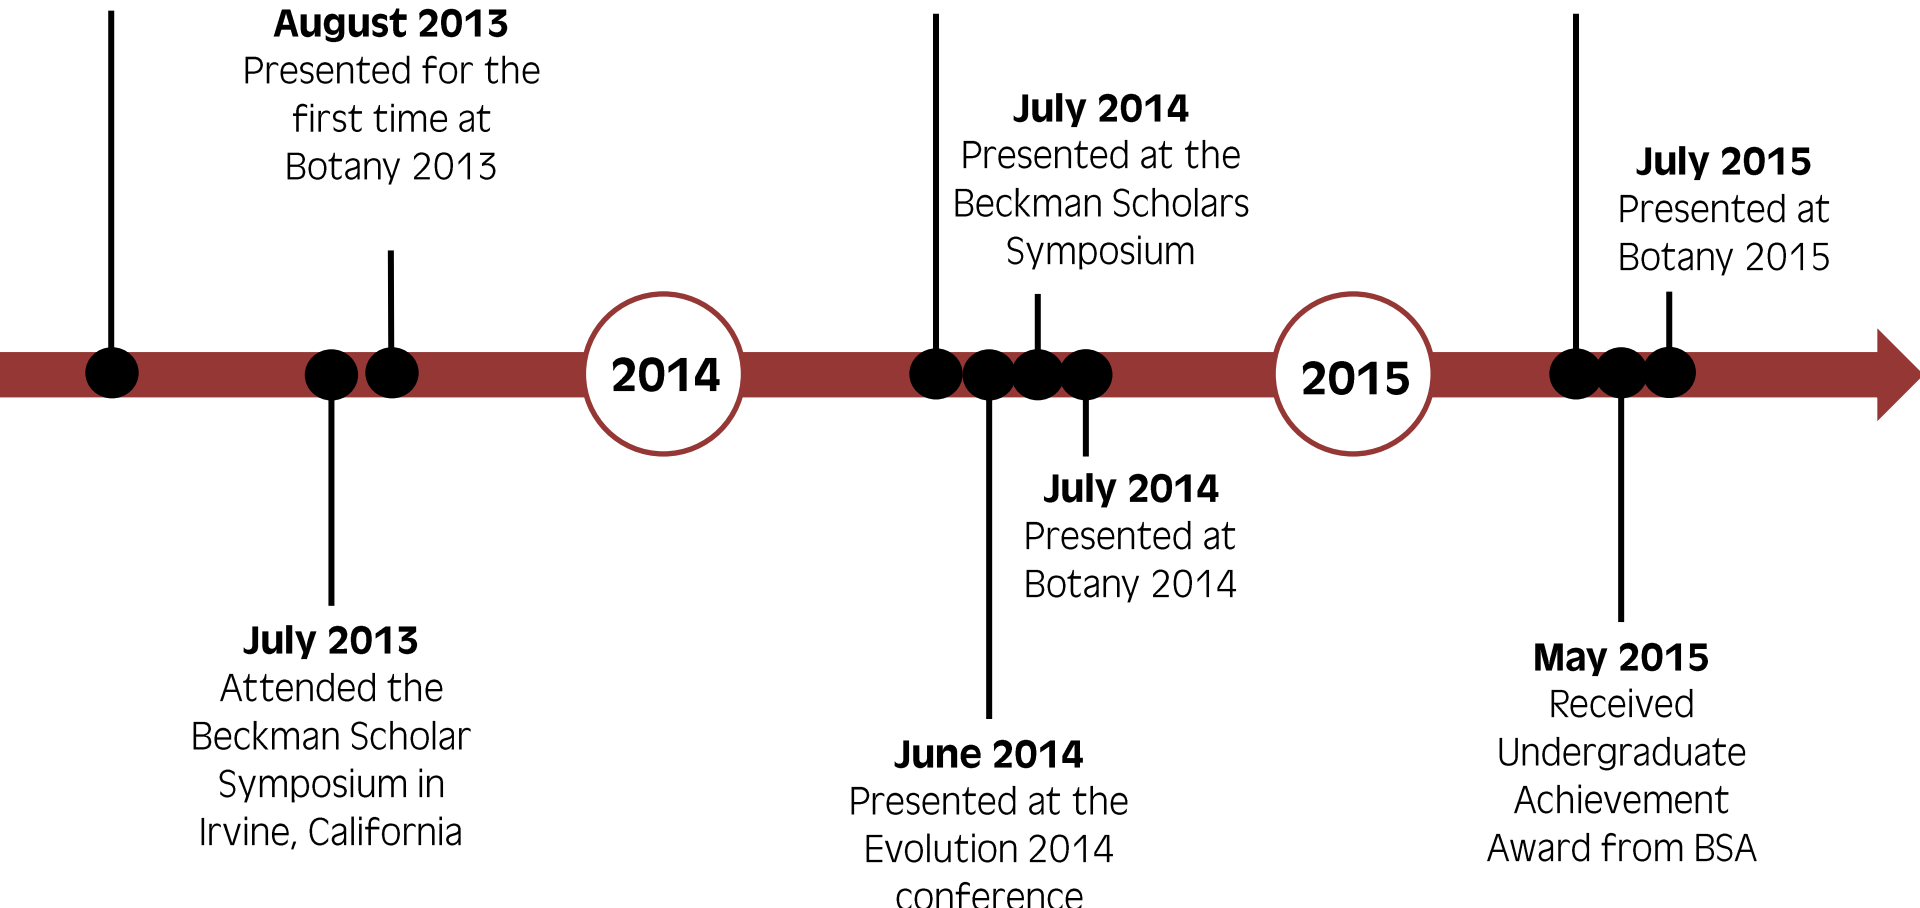 August 2013
Presented for the
first time at
Botany 2013
July 2013
Attended the
Beckman Scholar
Symposium in
Irvine, California
2014
June 2014
Presented at the
Evolution 2014
conference
July 2014
Presented at the
Beckman Scholars
Symposium
July 2014
Presented at
Botany 2014
2015
May 2015
Received
Undergraduate
Achievement
Award from BSA
July 2015
Presented at
Botany 2015